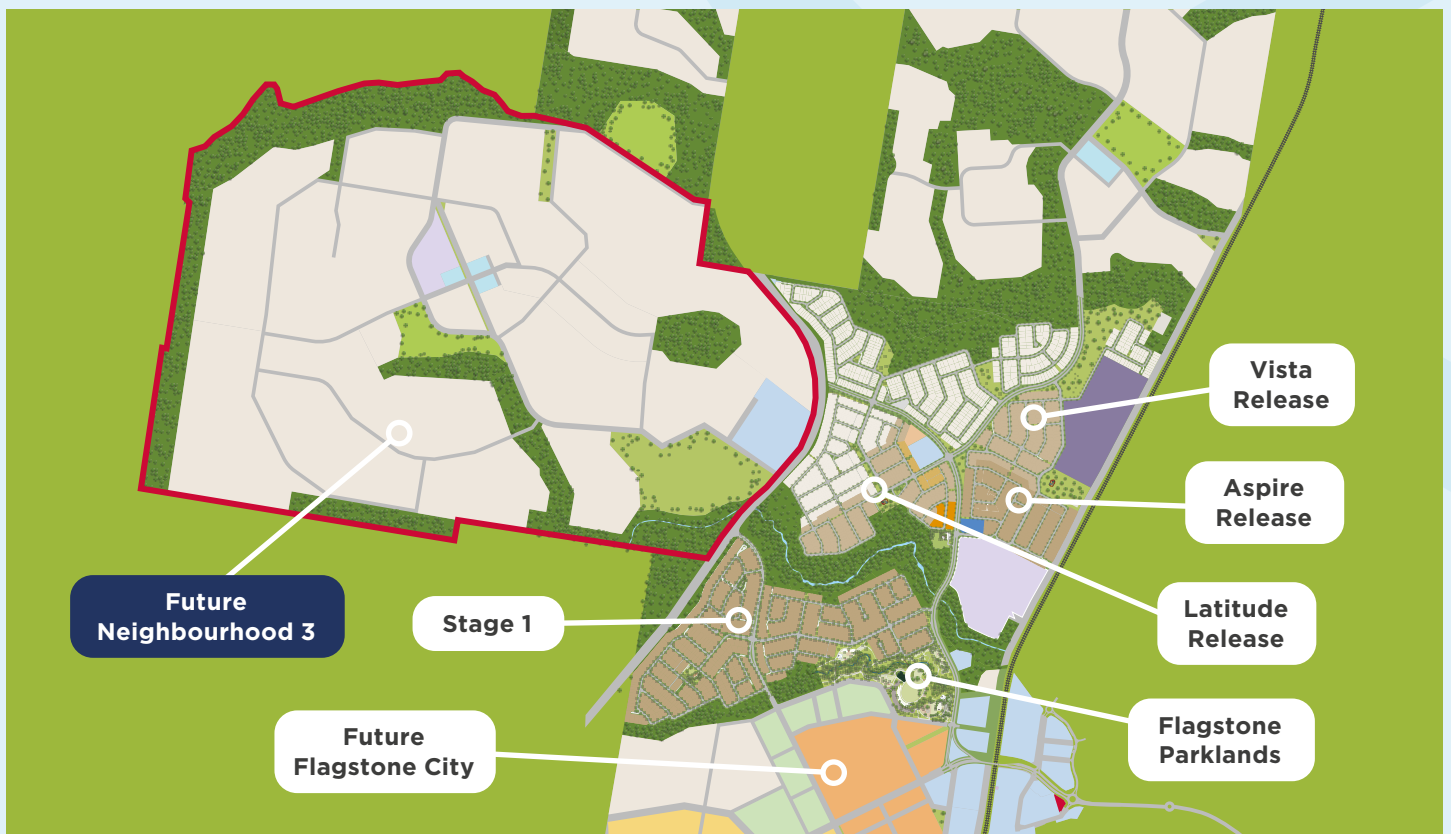 Vista
Release
Aspire
Release
Future
Neighbourhood 3
Stage 1
Latitude
Release
Future
Flagstone City
Flagstone
Parklands